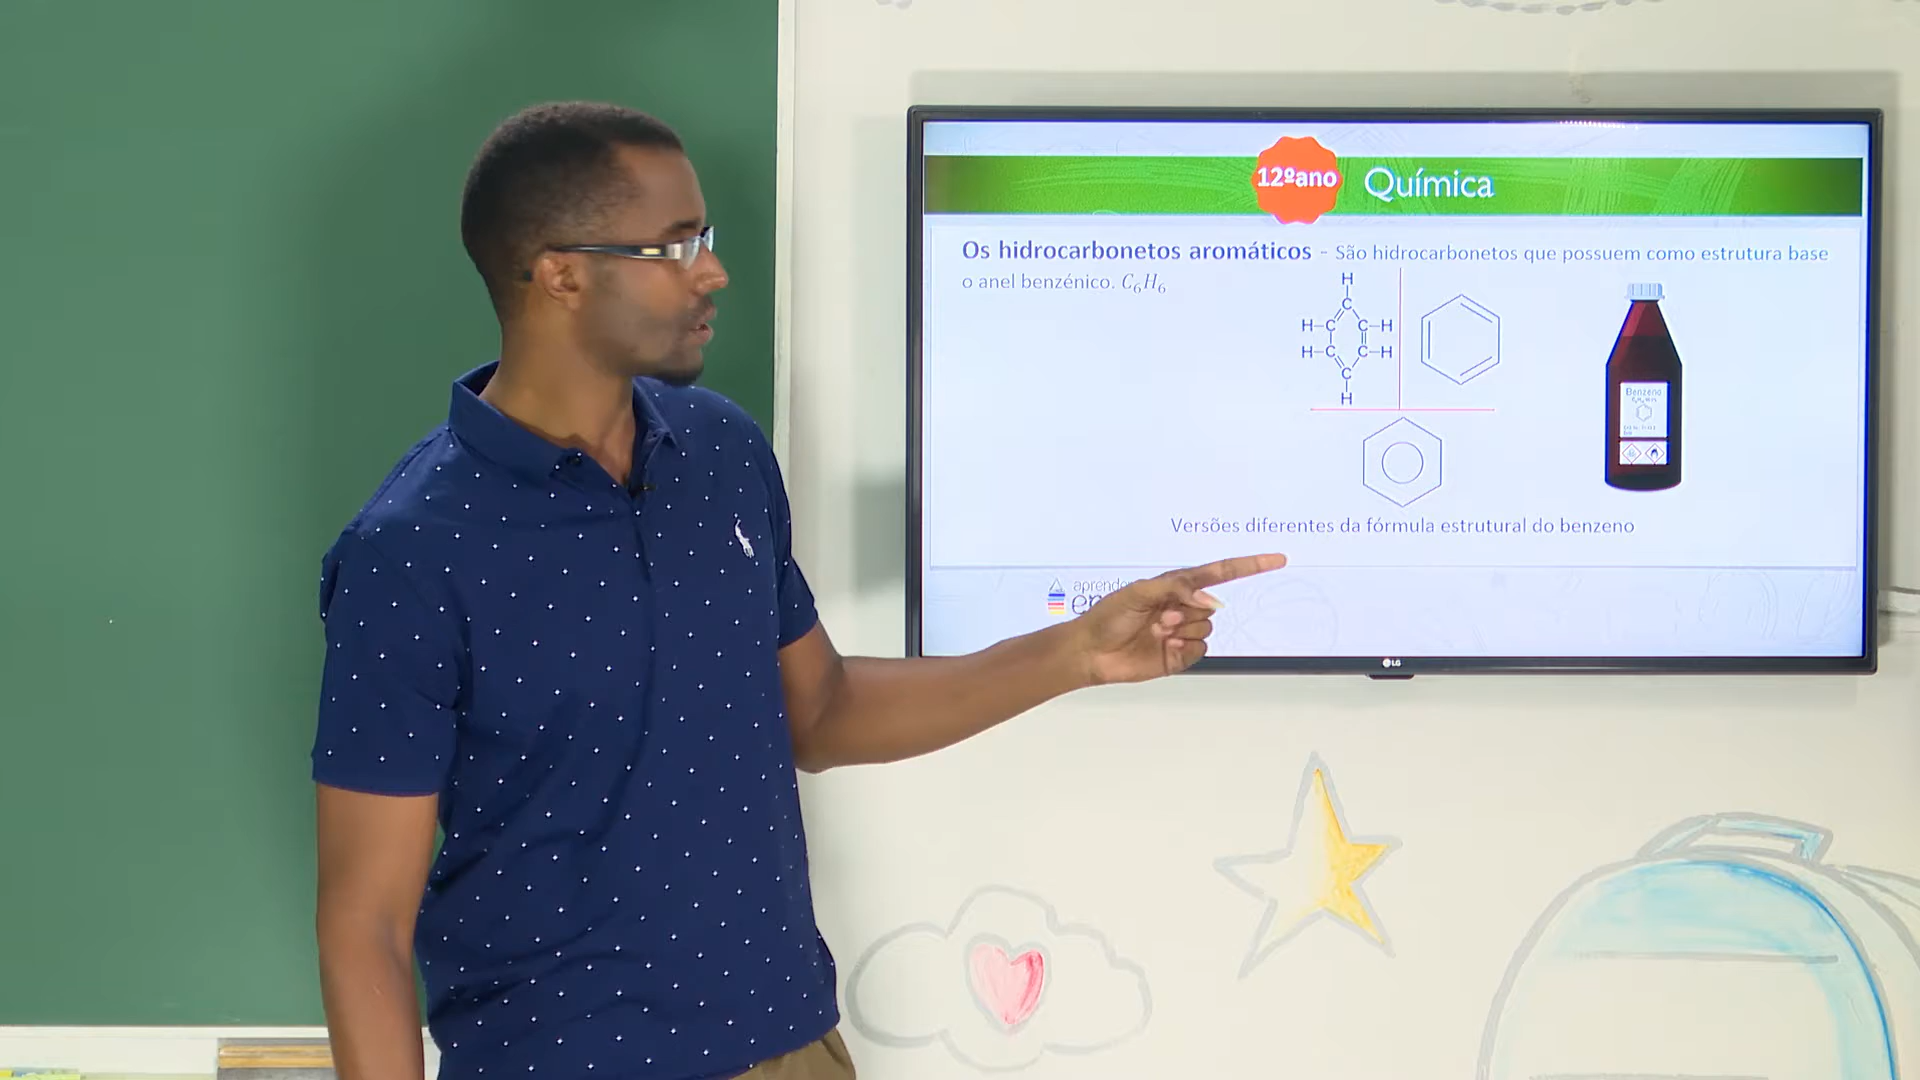 12ºano Química
Os hidrocarbonetos aromáticos - São hidrocarbonetos que possuem como estrutura base
o anel benzénico. C₆H₆
H
C
H-C C-H
H-C C-H
C
H
Benzeno
Versões diferentes da fórmula estrutural do benzeno
LG